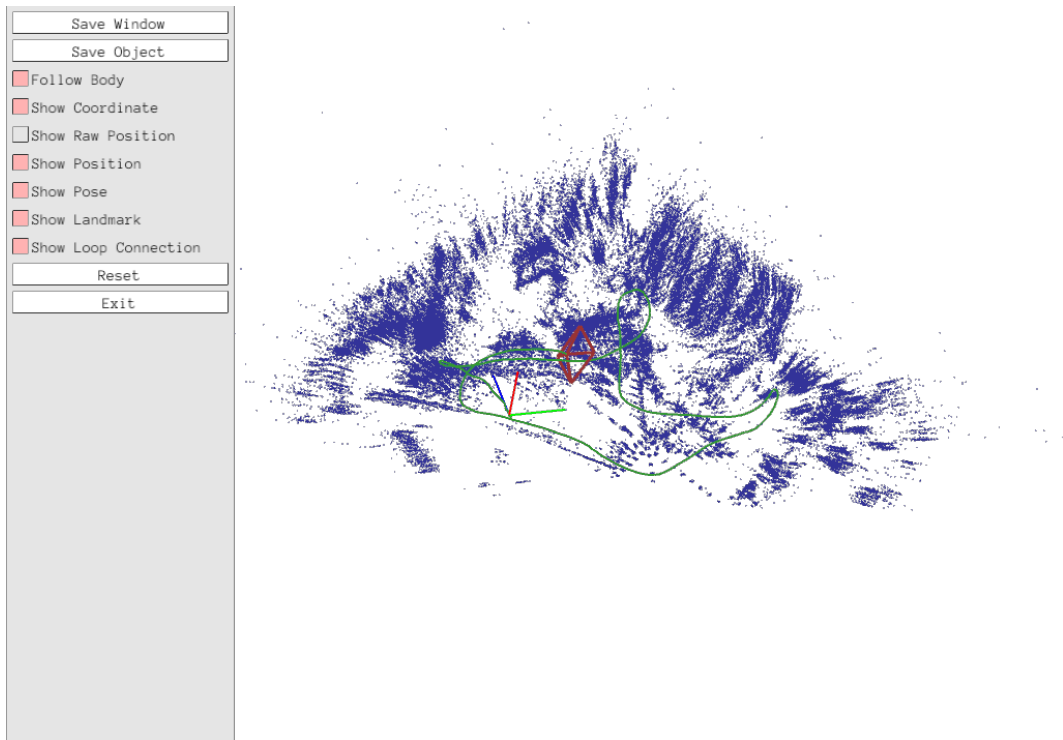 Save Window
Save Object
Follow Body
Show Coordinate
Show Raw Position
Show Position
Show Pose
Show Landmark
Show Loop Connection
Reset
Exit